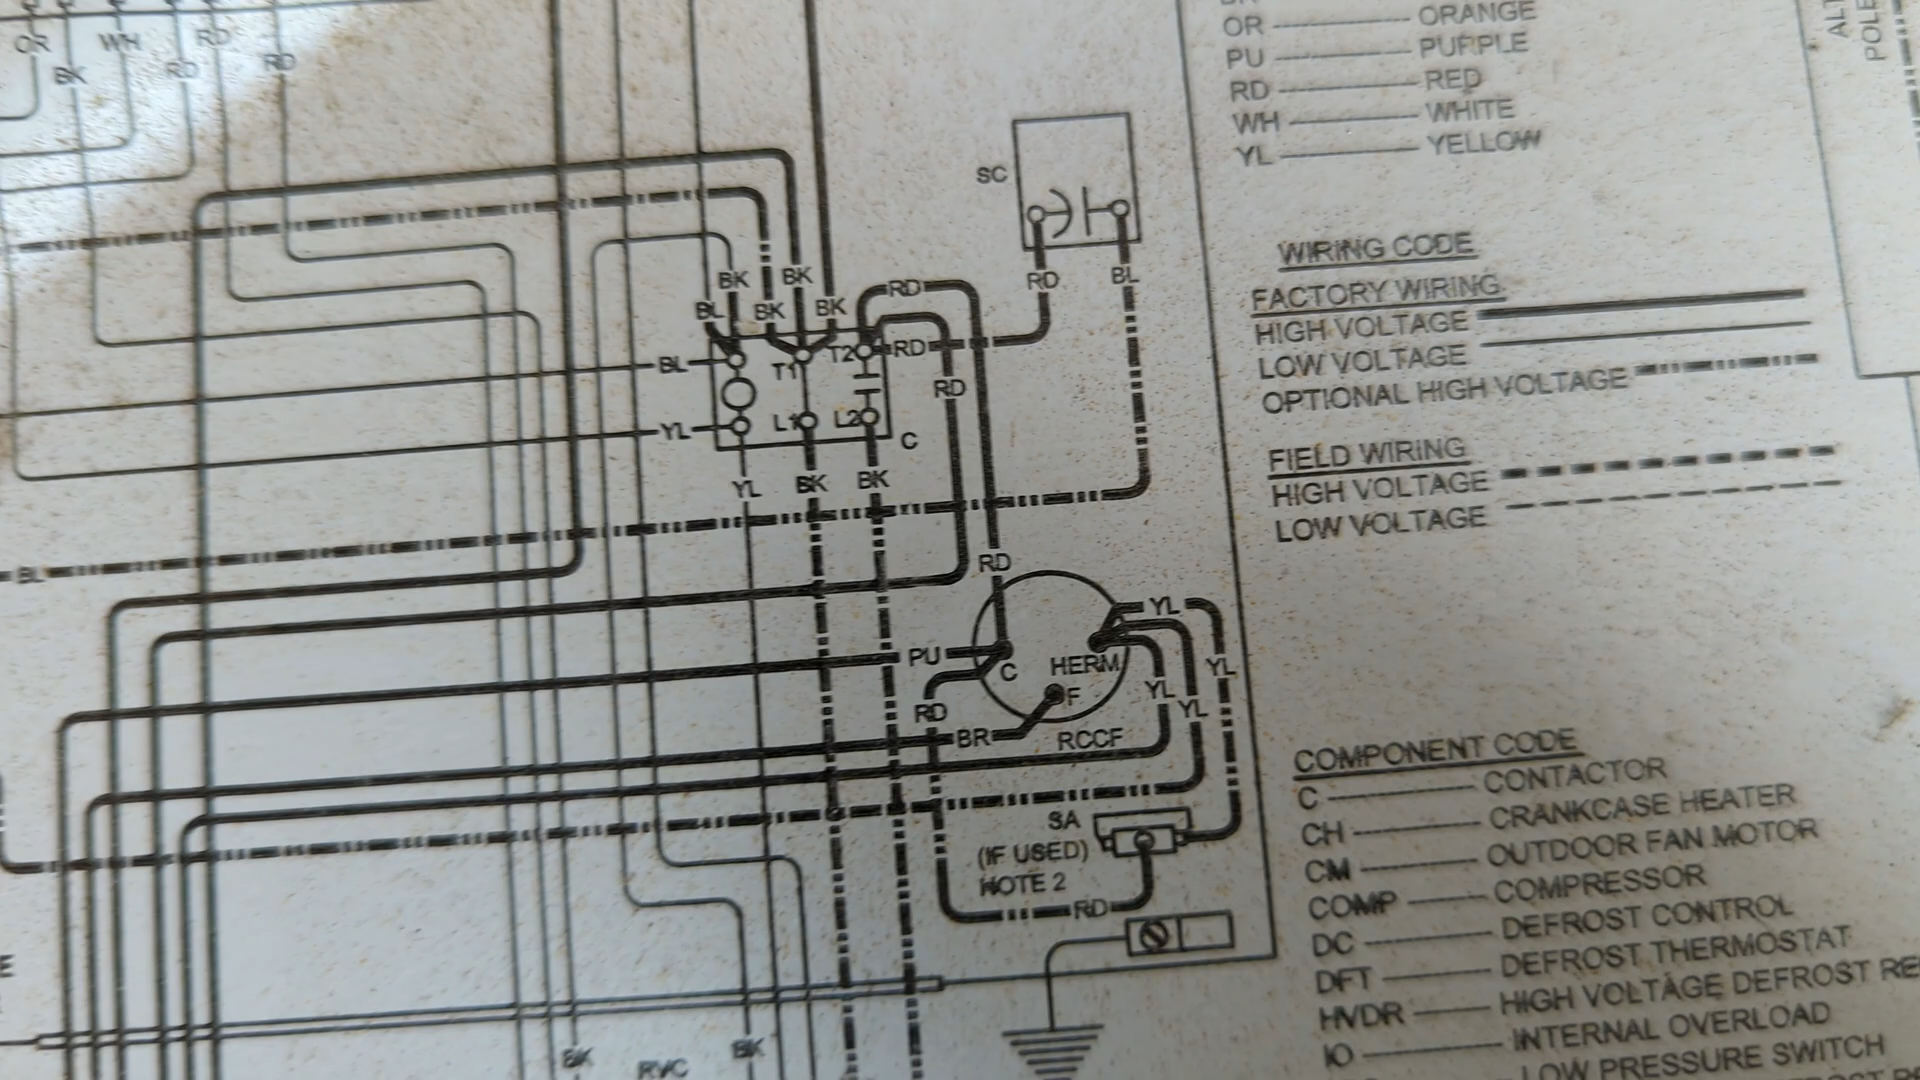 OR
BK
WH
RD
RD
RD
OR ORANGE
PU PURPLE
RD RED
WH WHITE
YL YELLOW
SC
RD
BL
WIRING CODE
FACTORY WIRING
HIGH VOLTAGE
LOW VOLTAGE
OPTIONAL HIGH VOLTAGE
FIELD WIRING
HIGH VOLTAGE
LOW VOLTAGE
BK
BK
RD
BL
BK
BK
BL
T1
T2
RD
RD
YL
L1
L2
C
YL
BK
BK
BL
RD
YL
PU
C
HERM
YL
F
YL
YL
RD
BR
RCCF
SA
(IF USED)
NOTE 2
RD
BK
RVC
BK
COMPONENT CODE
C CONTACTOR
CH CRANKCASE HEATER
CM OUTDOOR FAN MOTOR
COMP COMPRESSOR
DC DEFROST CONTROL
DFT DEFROST THERMOSTAT
HVDR HIGH VOLTAGE DEFROST RE
IO INTERNAL OVERLOAD
LOW PRESSURE SWITCH